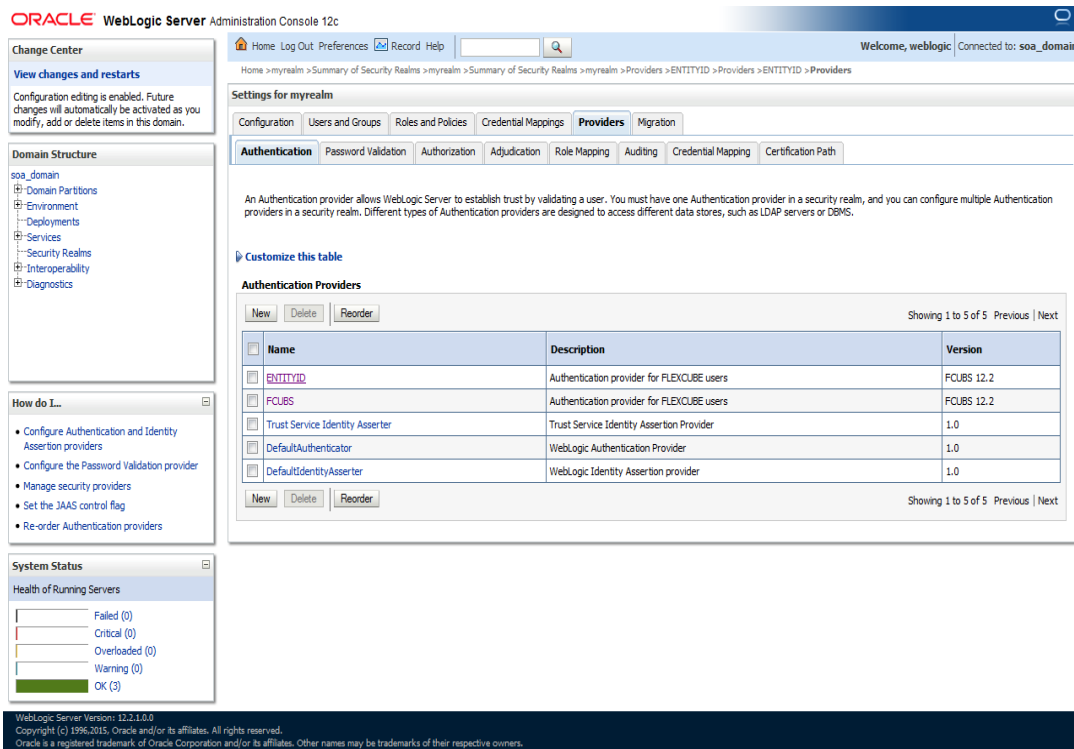 ORACLE WebLogic Server Administration Console 12c
Change Center
View changes and restarts
Configuration editing is enabled. Future
changes will automatically be activated as you
modify, add or delete items in this domain.
Domain Structure
soa_domain
Domain Partitions
Environment
Deployments
Services
Security Realms
Interoperability
Diagnostics
How do I...
Configure Authentication and Identity
Assertion providers
Configure the Password Validation provider
Manage security providers
Set the JAAS control flag
Re-order Authentication providers
System Status
Health of Running Servers
Failed (0)
Critical (0)
Overloaded (0)
Warning (0)
OK (3)
Home Log Out Preferences Record Help
Welcome, weblogic Connected to: soa_domain
Home >myrealm >Summary of Security Realms >myrealm >Summary of Security Realms >myrealm >Providers >ENTITYID >Providers >ENTITYID >Providers
Settings for myrealm
Configuration Users and Groups Roles and Policies Credential Mappings Providers Migration
Authentication Password Validation Authorization Adjudication Role Mapping Auditing Credential Mapping Certification Path
An Authentication provider allows WebLogic Server to establish trust by validating a user. You must have one Authentication provider in a security realm, and you can configure multiple Authentication
providers in a security realm. Different types of Authentication providers are designed to access different data stores, such as LDAP servers or DBMS.
Customize this table
Authentication Providers
New Delete Reorder Showing 1 to 5 of 5 Previous | Next
Name Description Version
ENTITYID Authentication provider for FLEXCUBE users FCUBS 12.2
FCUBS Authentication provider for FLEXCUBE users FCUBS 12.2
Trust Service Identity Asserter Trust Service Identity Assertion Provider 1.0
DefaultAuthenticator WebLogic Authentication Provider 1.0
DefaultIdentityAsserter WebLogic Identity Assertion provider 1.0
New Delete Reorder Showing 1 to 5 of 5 Previous | Next
WebLogic Server Version: 12.2.1.0.0
Copyright (c) 1996,2015, Oracle and/or its affiliates. All rights reserved.
Oracle is a registered trademark of Oracle Corporation and/or its affiliates. Other names may be trademarks of their respective owners.